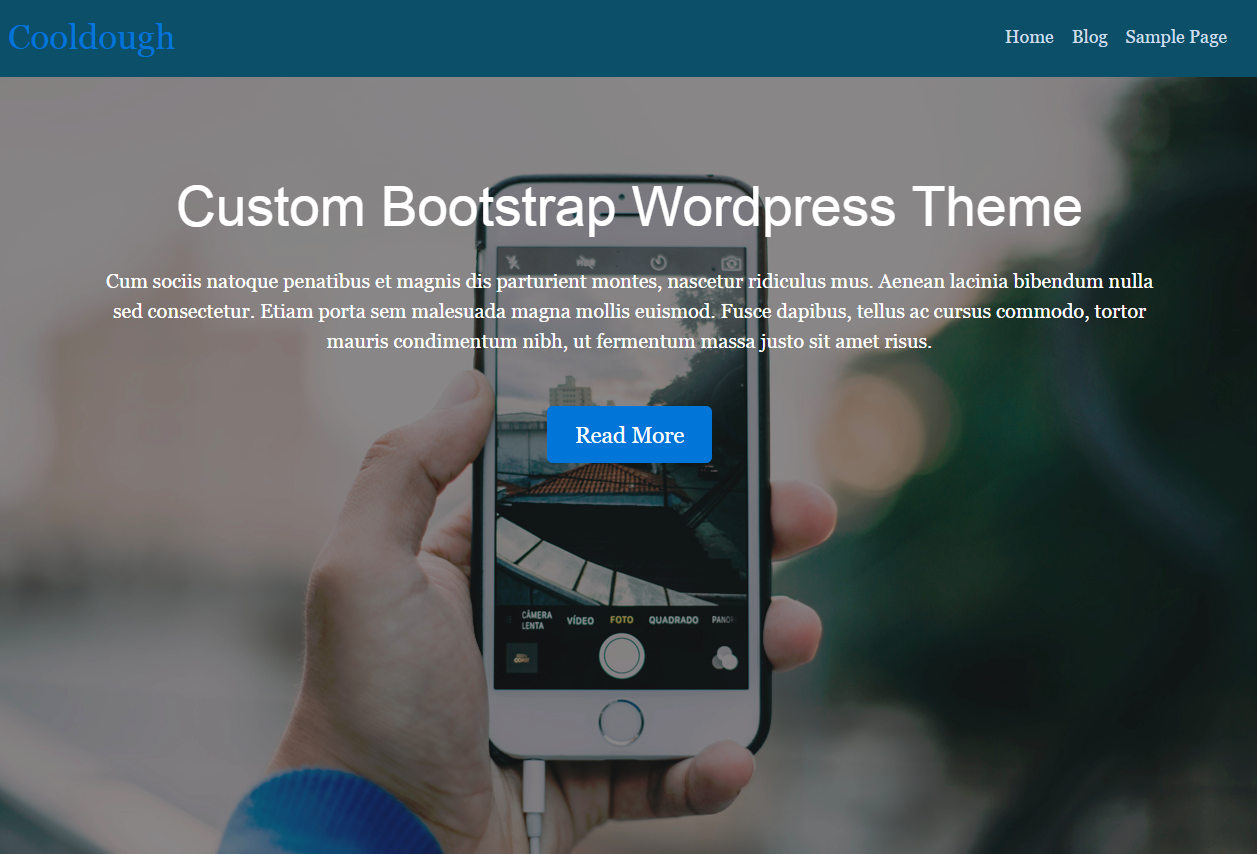 Cooldough
Home Blog Sample Page
Custom Bootstrap Wordpress Theme
Cum sociis natoque penatibus et magnis dis parturient montes, nascetur ridiculus mus. Aenean lacinia bibendum nulla
sed consectetur. Etiam porta sem malesuada magna mollis euismod. Fusce dapibus, tellus ac cursus commodo, tortor
mauris condimentum nibh, ut fermentum massa justo sit amet risus.
Read More
CÂMERA
LENTA
VÍDEO FOTO QUADRADO